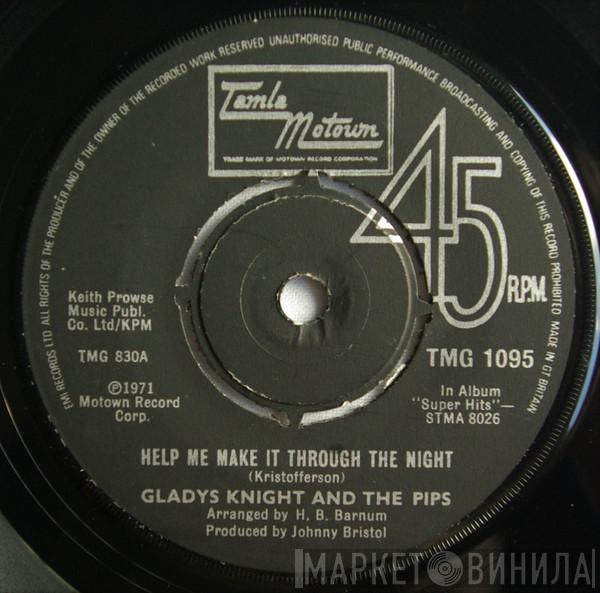 EMI RECORDS LTD ALL RIGHTS OF THE PRODUCER AND OF THE OWNER OF THE RECORDED WORK RESERVED UNAUTHORISED PUBLIC PERFORMANCE BROADCASTING AND COPYING OF THIS RECORD PROHIBITED MADE IN GT BRITAIN
Tamla
Motown
TRADE MARK OF MOTOWN RECORD CORPORATION
45
R.P.M.
Keith Prowse
Music Publ.
Co. Ltd/KPM
TMG 830A
TMG 1095
℗1971
Motown Record
Corp.
In Album
"Super Hits"—
STMA 8026
HELP ME MAKE IT THROUGH THE NIGHT
(Kristofferson)
GLADYS KNIGHT AND THE PIPS
Arranged by H. B. Barnum
Produced by Johnny Bristol
МАРКЕТ ВИНИЛА